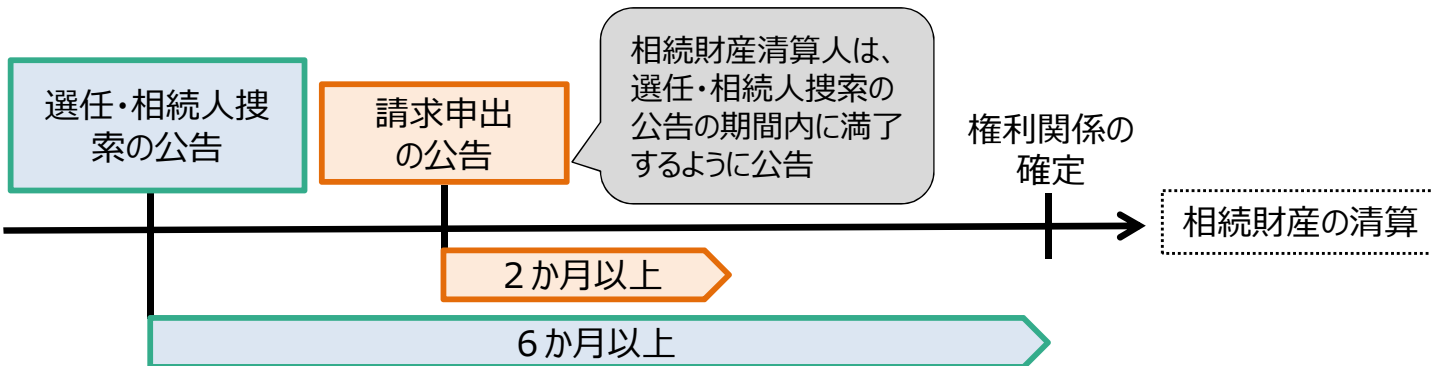 選任・相続人捜
索の公告
請求申出
の公告
相続財産清算人は、
選任・相続人捜索の
公告の期間内に満了
するように公告
権利関係の
確定
相続財産の清算
２か月以上
６か月以上